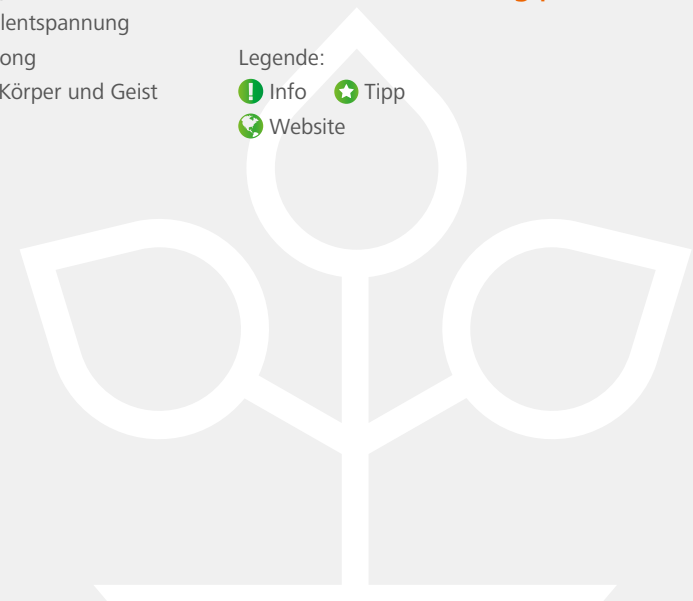 lentspannung
ong
Körper und Geist
Legende:
Info
Tipp
Website